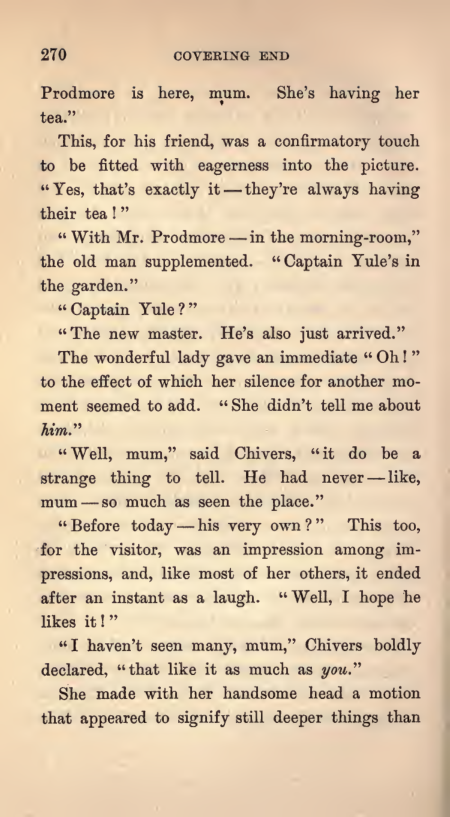 270 COVERING END
Prodmore is here, mum. She's having her
tea.”
This, for his friend, was a confirmatory touch
to be fitted with eagerness into the picture.
“Yes, that's exactly it—they're always having
their tea!”
“With Mr. Prodmore—in the morning-room,”
the old man supplemented. “Captain Yule's in
the garden.”
“Captain Yule?”
“The new master. He's also just arrived.”
The wonderful lady gave an immediate “Oh!”
to the effect of which her silence for another mo-
ment seemed to add. “She didn't tell me about
him.”
“Well, mum,” said Chivers, “it do be a
strange thing to tell. He had never—like,
mum—so much as seen the place.”
“Before today—his very own?” This too,
for the visitor, was an impression among im-
pressions, and, like most of her others, it ended
after an instant as a laugh. “Well, I hope he
likes it!”
“I haven't seen many, mum,” Chivers boldly
declared, “that like it as much as you.”
She made with her handsome head a motion
that appeared to signify still deeper things than